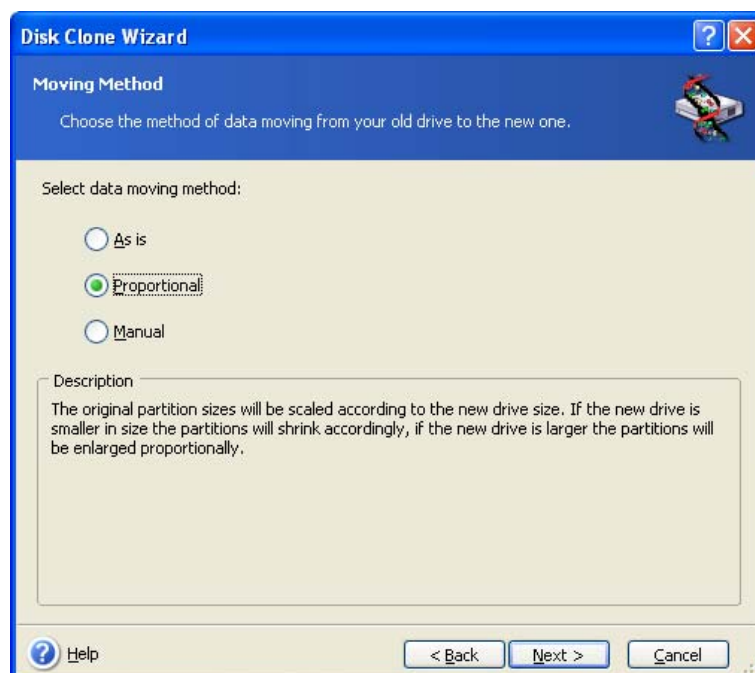 Disk Clone Wizard
?
Moving Method
Choose the method of data moving from your old drive to the new one.
Select data moving method:
As is
Proportional
Manual
Description
The original partition sizes will be scaled according to the new drive size. If the new drive is
smaller in size the partitions will shrink accordingly, if the new drive is larger the partitions will
be enlarged proportionally.
? Help
< Back Next > Cancel